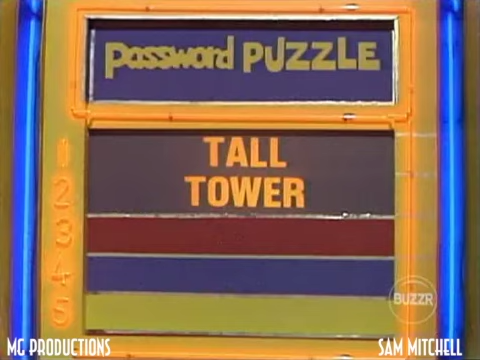 password PUZZLE
1 TALL
2 TOWER
3
4
5
BUZZR
MG PRODUCTIONS
SAM MITCHELL